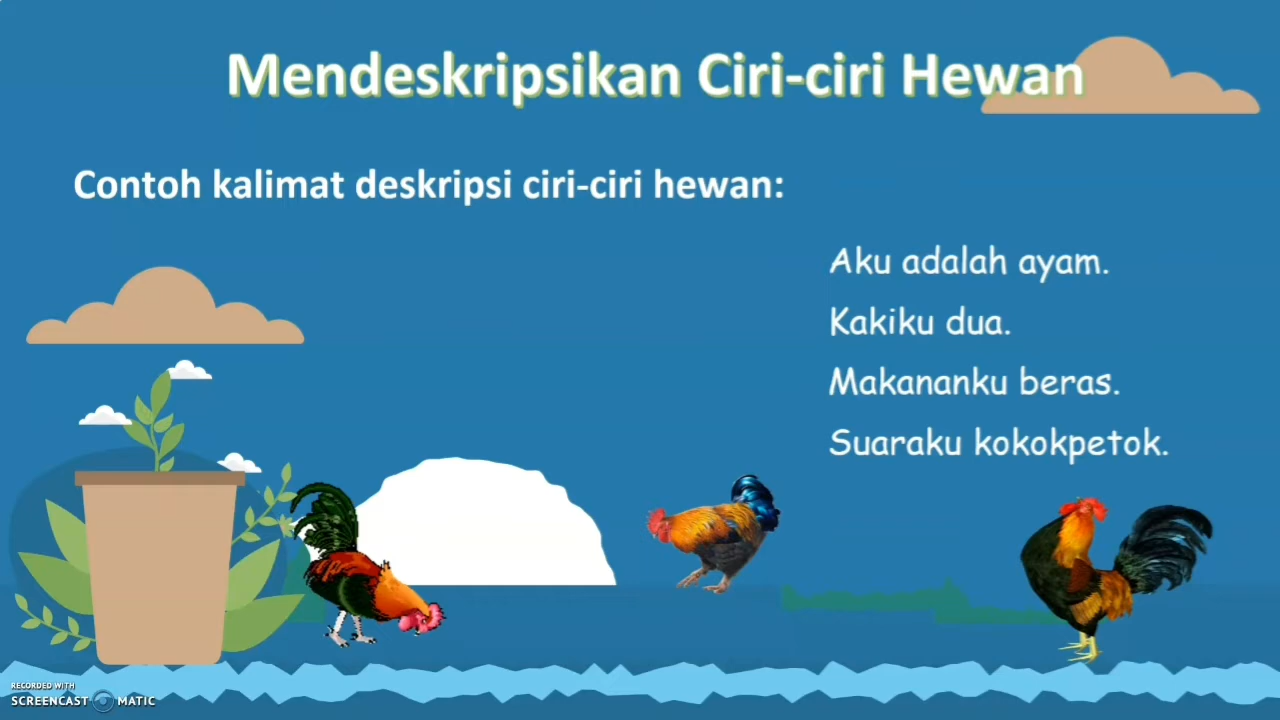 Mendeskripsikan Ciri-ciri Hewan
Contoh kalimat deskripsi ciri-ciri hewan:
Aku adalah ayam.
Kakiku dua.
Makananku beras.
Suaraku kokokpetok.
RECORDED WITH
SCREENCAST MATIC